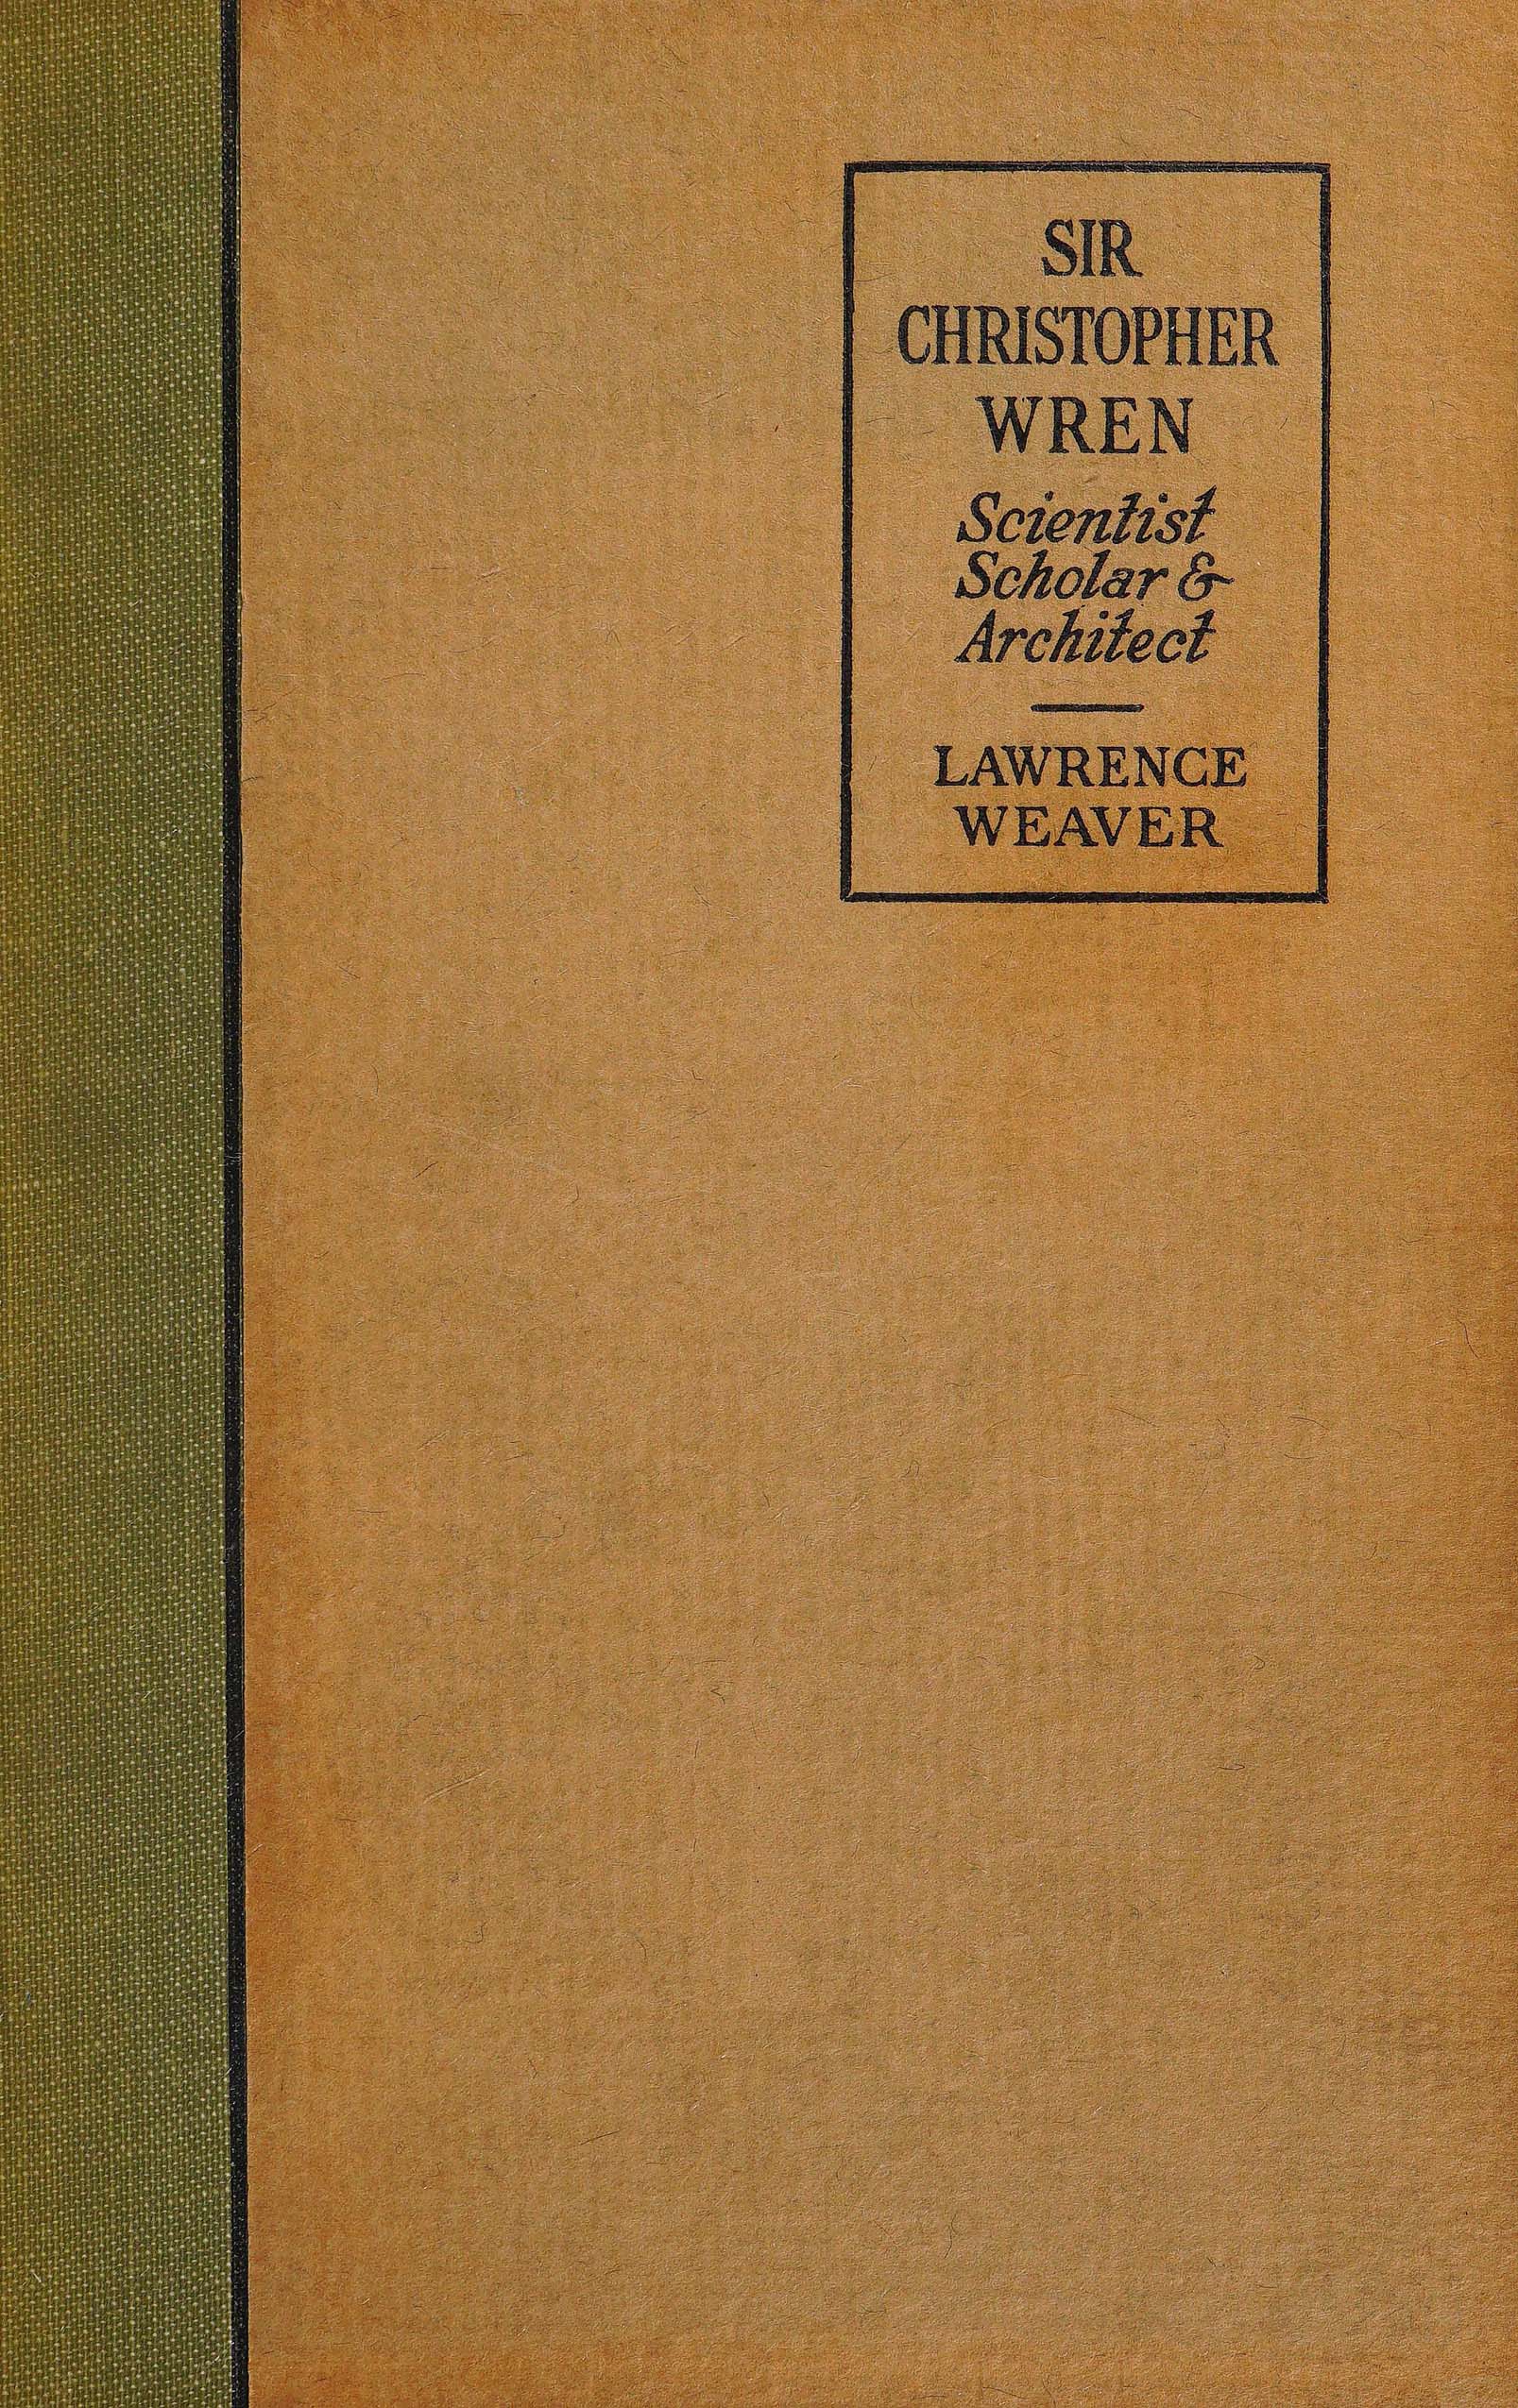 SIR
CHRISTOPHER
WREN
Scientist
Scholar &
Architect
LAWRENCE
WEAVER